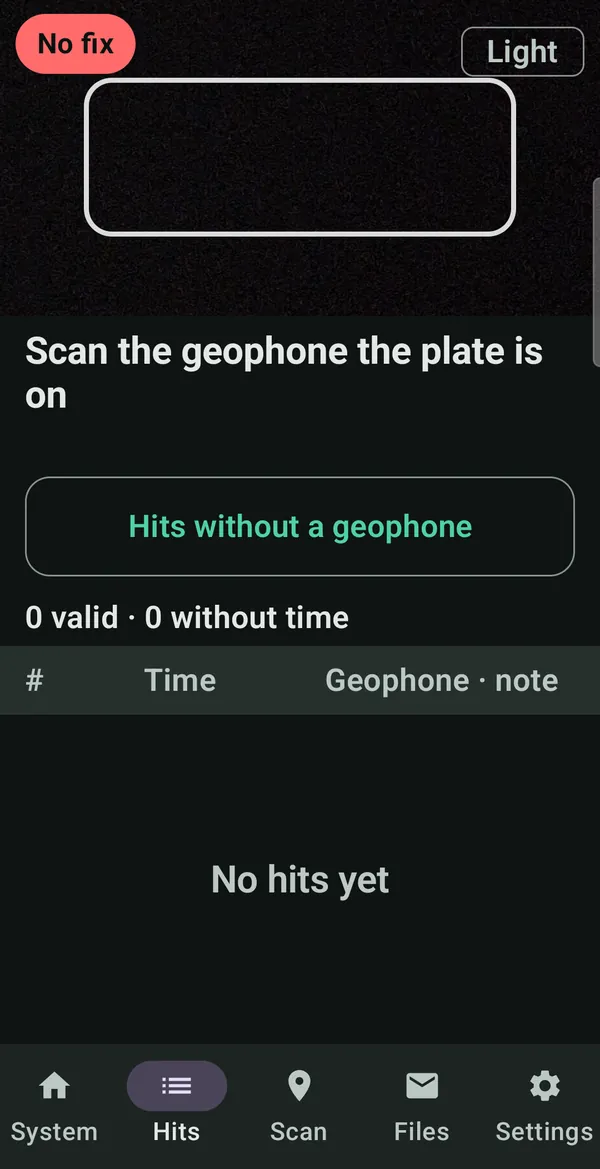 No fix
Light
Scan the geophone the plate is
on
Hits without a geophone
0 valid · 0 without time
# Time Geophone · note
No hits yet
System Hits Scan Files Settings